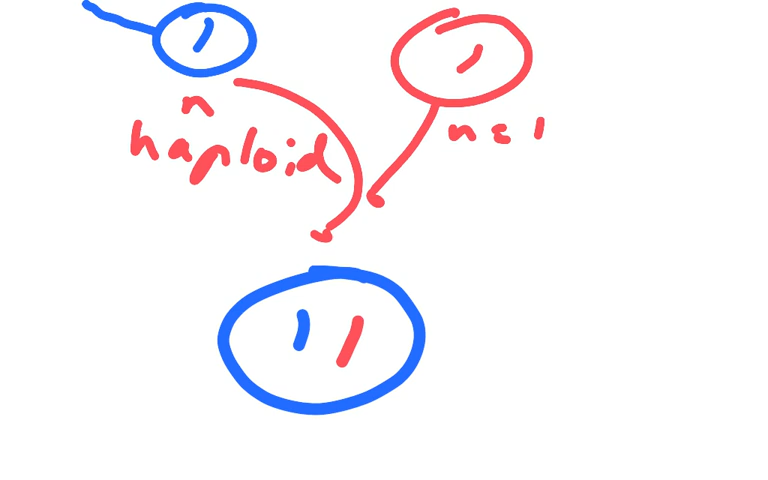 n
haploid
n = 1